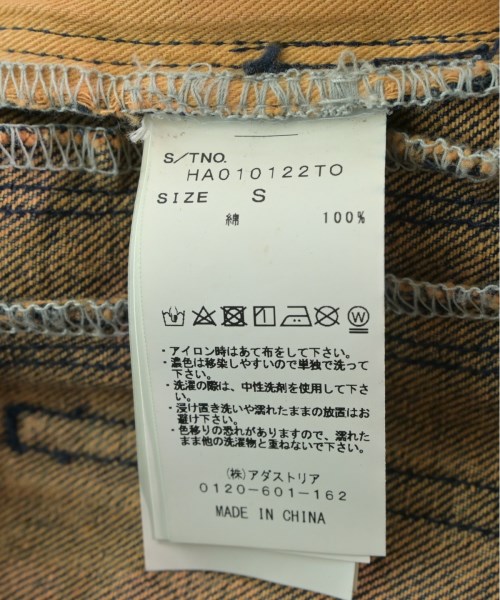 S/TNO.
HA010122TO
SIZE S
綿 100%
W
・アイロン時はあて布をして下さい。
・濃色は移染しやすいので単独で洗って
下さい。
・洗濯の際は、中性洗剤を使用して下さ
い。
・浸け置き洗いや濡れたままの放置はお
避け下さい。
・色移りの恐れがありますので、濡れた
まま他の洗濯物と重ねないで下さい。
(株)アダストリア
0120-601-162
MADE IN CHINA